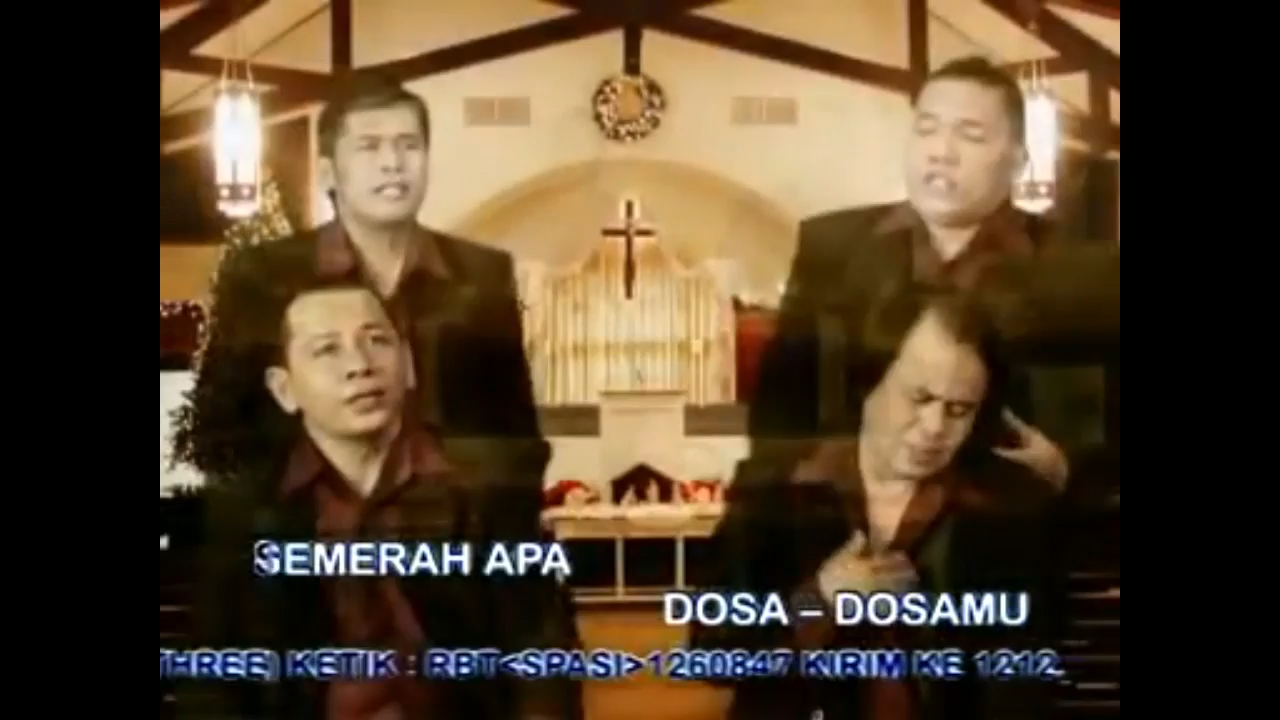 SEMERAH APA
DOSA – DOSAMU
THREE) KETIK : RBT<SPASI>1260847 KIRIM KE 1212